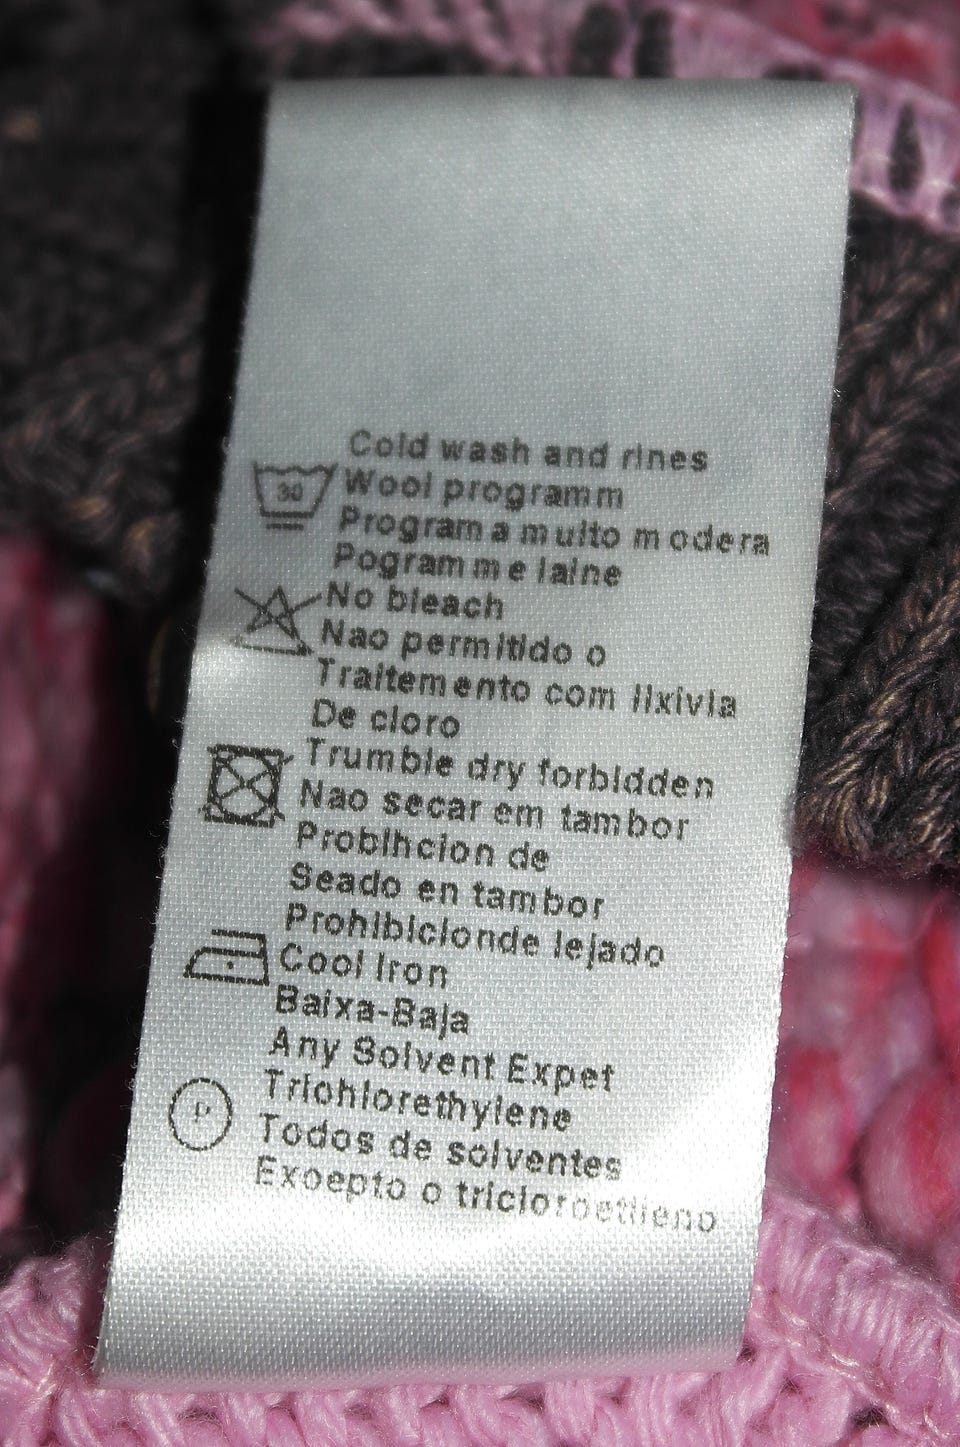 Cold wash and rines
30
Wool programm
Programa muito modera
Pogramme laine
No bleach
Nao permitido o
Traitemento com lixivia
De cloro
Trumble dry forbidden
Nao secar em tambor
Probihcion de
Seado en tambor
Prohibicionde lejado
Cool Iron
Baixa-Baja
Any Solvent Expet
Trichlorethylene
P
Todos de solventes
Exoepto o tricloroetileno